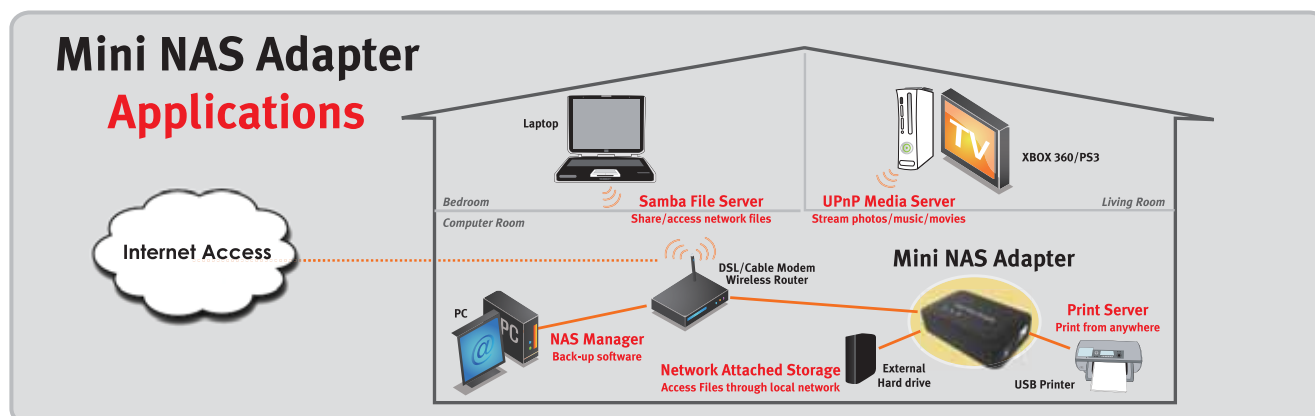 Mini NAS Adapter
Applications
Internet Access
Laptop
TV
XBOX 360/PS3
Bedroom
Samba File Server
Share/access network files
UPnP Media Server
Stream photos/music/movies
Living Room
Computer Room
DSL/Cable Modem
Wireless Router
Mini NAS Adapter
PC
PC
@
NAS Manager
Back-up software
Print Server
Print from anywhere
Network Attached Storage
Access Files through local network
External
Hard drive
USB Printer